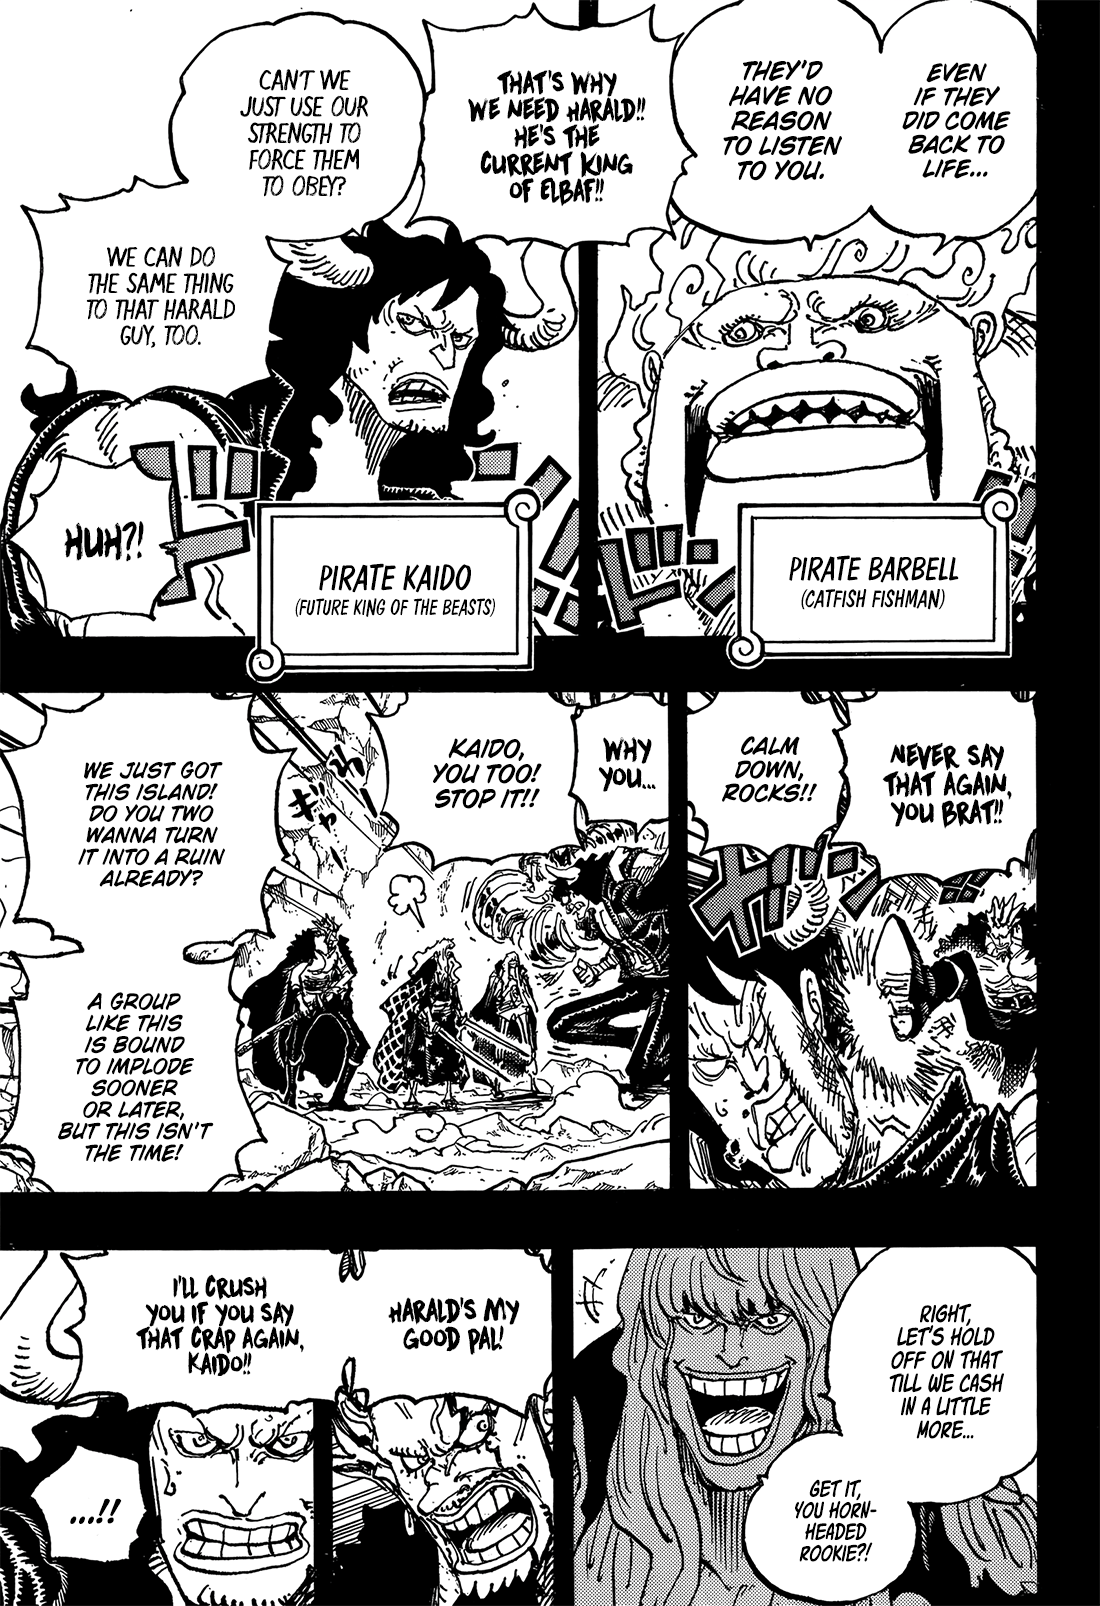 EVEN
IF THEY
DID COME
BACK TO
LIFE...
THEY'D
HAVE NO
REASON
TO LISTEN
TO YOU.
THAT'S WHY
WE NEED HARALD!!
HE'S THE
CURRENT KING
OF ELBAF!!
PIRATE BARBELL
(CATFISH FISHMAN)
CAN'T WE
JUST USE OUR
STRENGTH TO
FORCE THEM
TO OBEY?
WE CAN DO
THE SAME THING
TO THAT HARALD
GUY, TOO.
HUH?!
PIRATE KAIDO
(FUTURE KING OF THE BEASTS)
NEVER SAY
THAT AGAIN,
YOU BRAT!!
CALM
DOWN,
ROCKS!!
WHY
YOU...
KAIDO,
YOU TOO!
STOP IT!!
WE JUST GOT
THIS ISLAND!
DO YOU TWO
WANNA TURN
IT INTO A RUIN
ALREADY?
A GROUP
LIKE THIS
IS BOUND
TO IMPLODE
SOONER
OR LATER,
BUT THIS ISN'T
THE TIME!
RIGHT,
LET'S HOLD
OFF ON THAT
TILL WE CASH
IN A LITTLE
MORE...
GET IT,
YOU HORN-
HEADED
ROOKIE?!
HARALD'S MY
GOOD PAL!
I'LL CRUSH
YOU IF YOU SAY
THAT CRAP AGAIN,
KAIDO!!
...!!